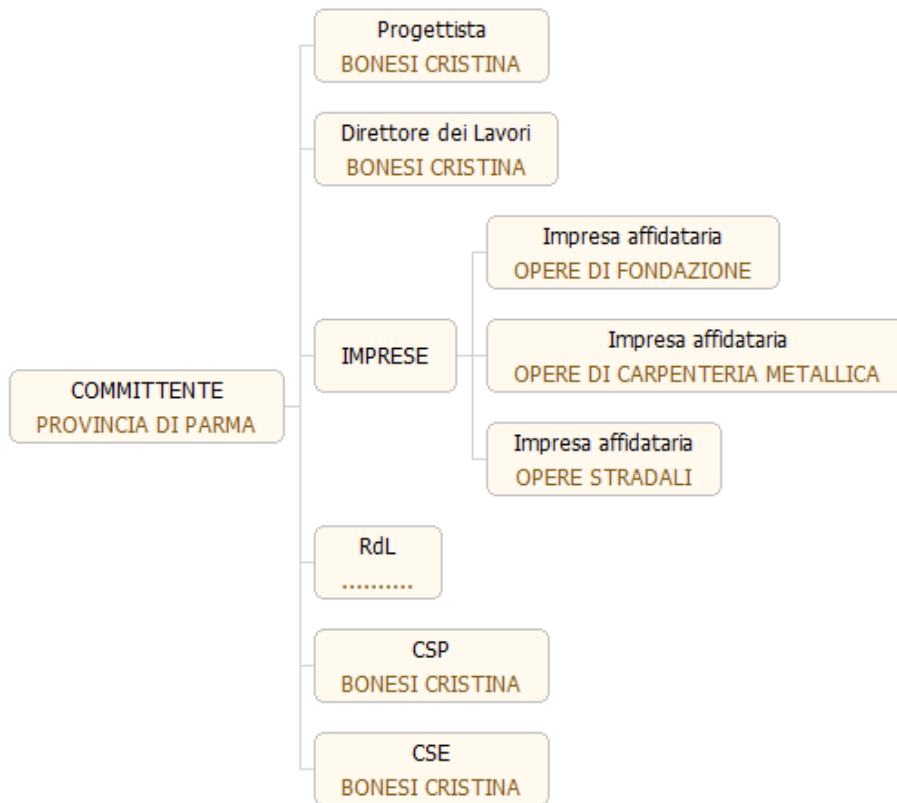 Progettista
BONESI CRISTINA
Direttore dei Lavori
BONESI CRISTINA
Impresa affidataria
OPERE DI FONDAZIONE
IMPRESE
Impresa affidataria
OPERE DI CARPENTERIA METALLICA
COMMITTENTE
PROVINCIA DI PARMA
Impresa affidataria
OPERE STRADALI
RdL
..........
CSP
BONESI CRISTINA
CSE
BONESI CRISTINA